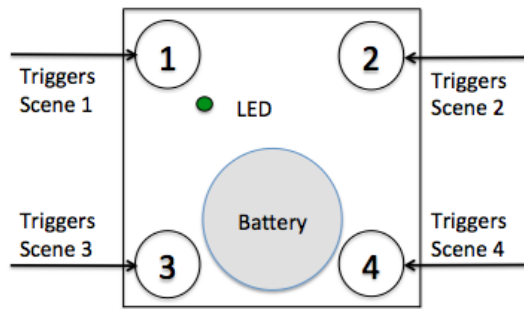 1
2
Triggers
Scene 1
LED
Triggers
Scene 2
Triggers
Scene 3
Battery
Triggers
Scene 4
3
4